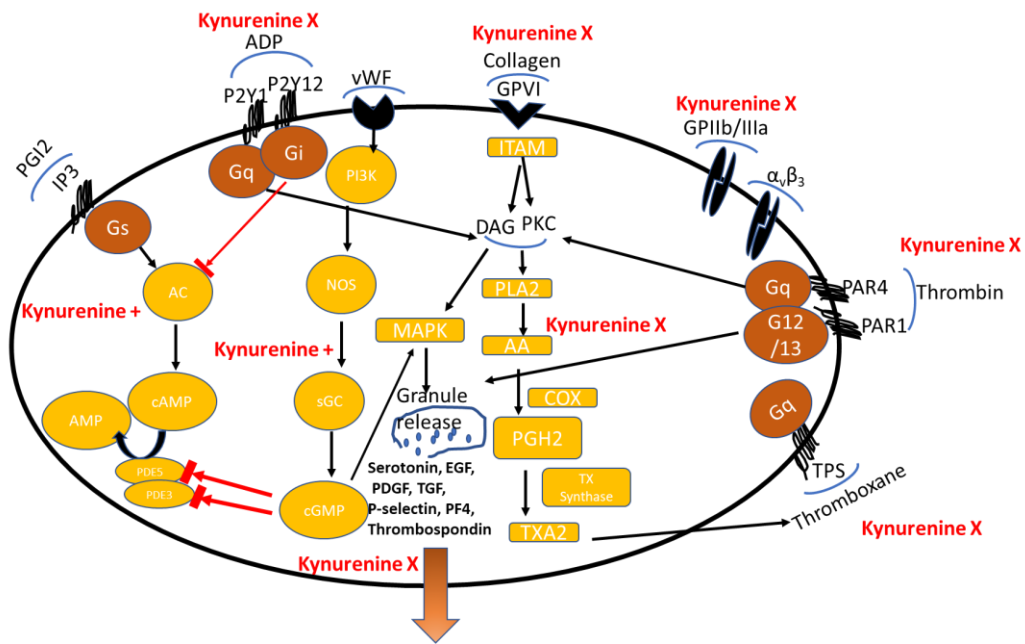 Kynurenine X
ADP
P2Y1
P2Y12
vWF
Kynurenine X
Collagen
GPVI
Kynurenine X
GPIIb/IIIa
αvβ3
PGI2
IP3
Gs
Gq
Gi
PI3K
ITAM
DAG
PKC
Kynurenine X
Gq
PAR4
Thrombin
G12
/13
PAR1
AC
Kynurenine +
NOS
PLA2
MAPK
Kynurenine X
AA
Kynurenine +
sGC
Granule
release
COX
PGH2
cAMP
AMP
PDE5
PDE3
cGMP
Serotonin, EGF,
PDGF, TGF,
P-selectin, PF4,
Thrombospondin
TX
Synthase
TXA2
Gq
TPS
Thromboxane
Kynurenine X
Kynurenine X